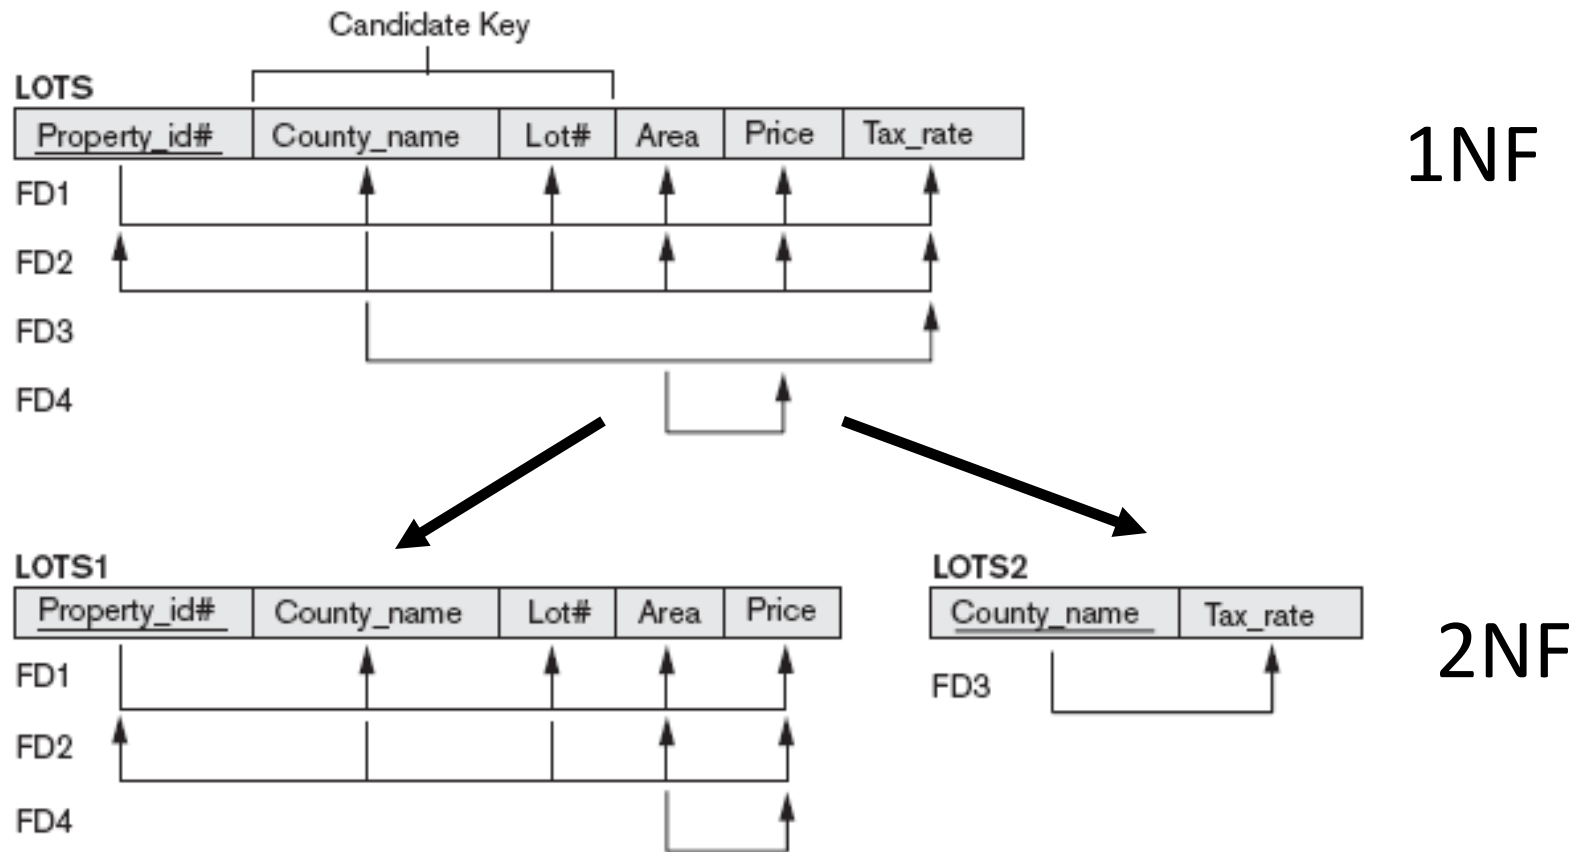 Candidate Key
LOTS
Property_id# County_name Lot# Area Price Tax_rate
1NF
FD1
FD2
FD3
FD4
LOTS1
Property_id# County_name Lot# Area Price
FD1
FD2
FD4
LOTS2
County_name Tax_rate
FD3
2NF